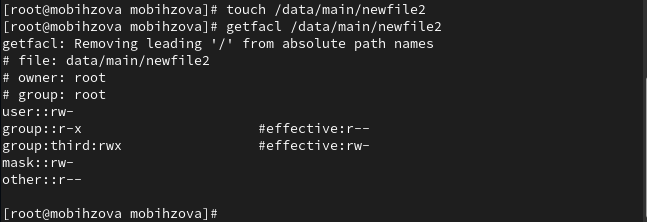 [root@mobihzova mobihzova]# touch /data/main/newfile2
[root@mobihzova mobihzova]# getfacl /data/main/newfile2
getfacl: Removing leading '/' from absolute path names
# file: data/main/newfile2
# owner: root
# group: root
user::rw-
group::r-x                      #effective:r--
group:third:rwx                 #effective:rw-
mask::rw-
other::r--
[root@mobihzova mobihzova]#